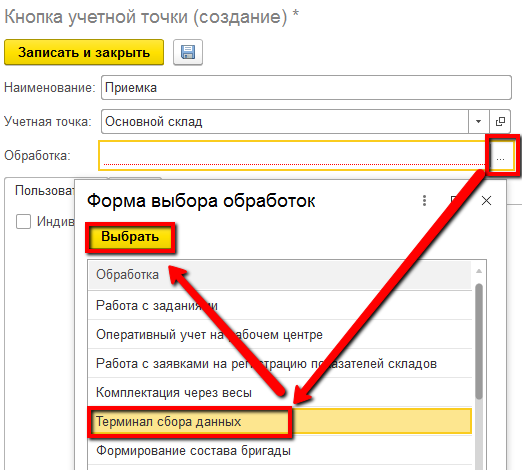 Кнопка учетной точки (создание) *
Записать и закрыть
Наименование: Приемка
Учетная точка: Основной склад
Обработка: ...
Пользоват
Индив
Форма выбора обработок
Выбрать
Обработка
Работа с заданиями
Оперативный учет на рабочем центре
Работа с заявками на регистрацию показателей складов
Комплектация через весы
Терминал сбора данных
Формирование состава бригады